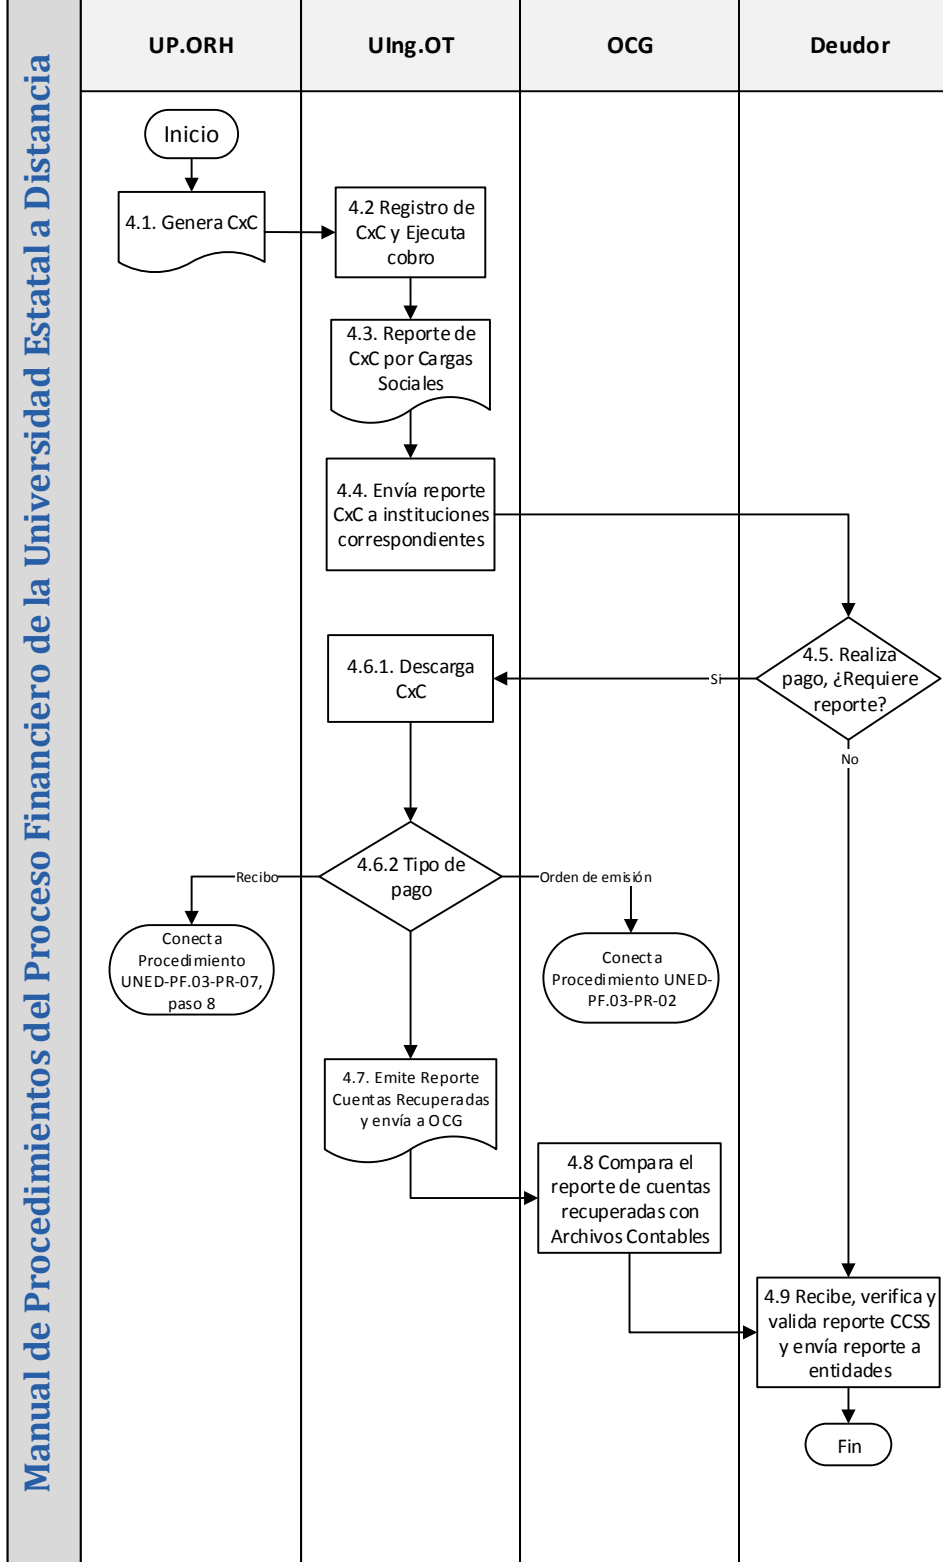 Manual de Procedimientos del Proceso Financiero de la Universidad Estatal a Distancia
UP.ORH
UIng.OT
OCG
Deudor
Inicio
4.1. Genera CxC
4.2 Registro de
CxC y Ejecuta
cobro
4.3. Reporte de
CxC por Cargas
Sociales
4.4. Envía reporte
CxC a instituciones
correspondientes
4.5. Realiza
pago, ¿Requiere
reporte?
Si
No
4.6.1. Descarga
CxC
4.6.2 Tipo de
pago
Recibo
Orden de emisión
Conecta
Procedimiento
UNED-PF.03-PR-07,
paso 8
Conecta
Procedimiento UNED-
PF.03-PR-02
4.7. Emite Reporte
Cuentas Recuperadas
y envía a OCG
4.8 Compara el
reporte de cuentas
recuperadas con
Archivos Contables
4.9 Recibe, verifica y
valida reporte CCSS
y envía reporte a
entidades
Fin